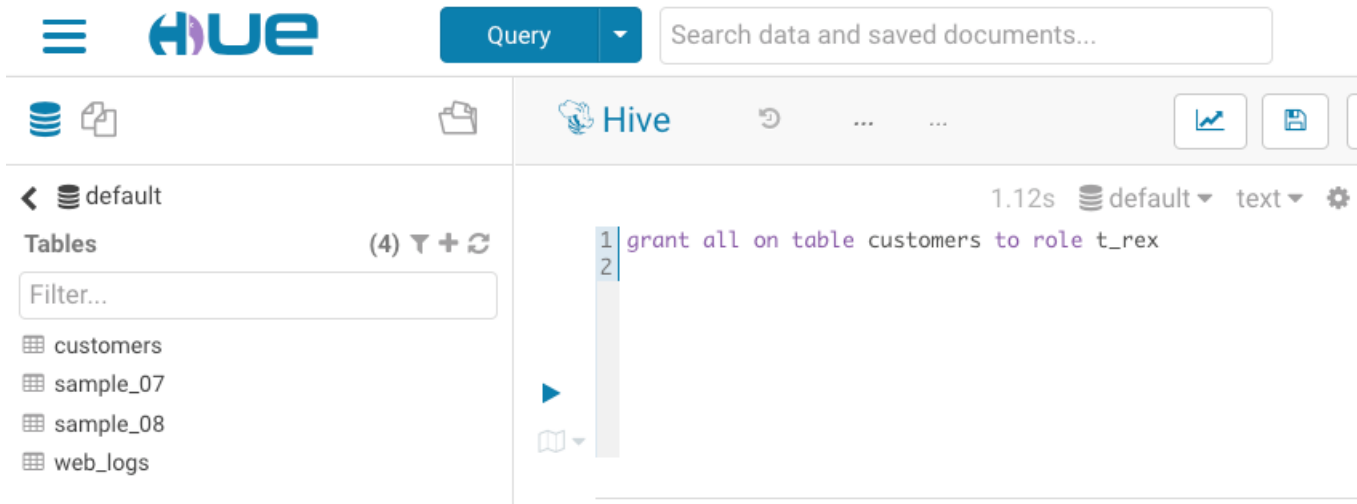 HUE
Query
Search data and saved documents...
Hive
...
...
default
Tables
(4)
Filter...
customers
sample_07
sample_08
web_logs
1.12s
default
text
1 grant all on table customers to role t_rex
2